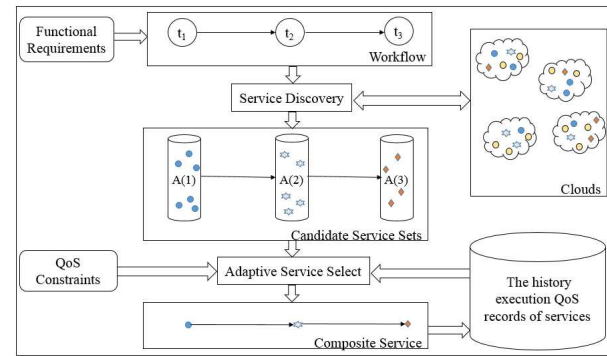 Functional
Requirements
t1
t2
t3
Workflow
Service Discovery
A(1)
A(2)
A(3)
Candidate Service Sets
Clouds
QoS
Constraints
Adaptive Service Select
The history
execution QoS
records of services
Composite Service